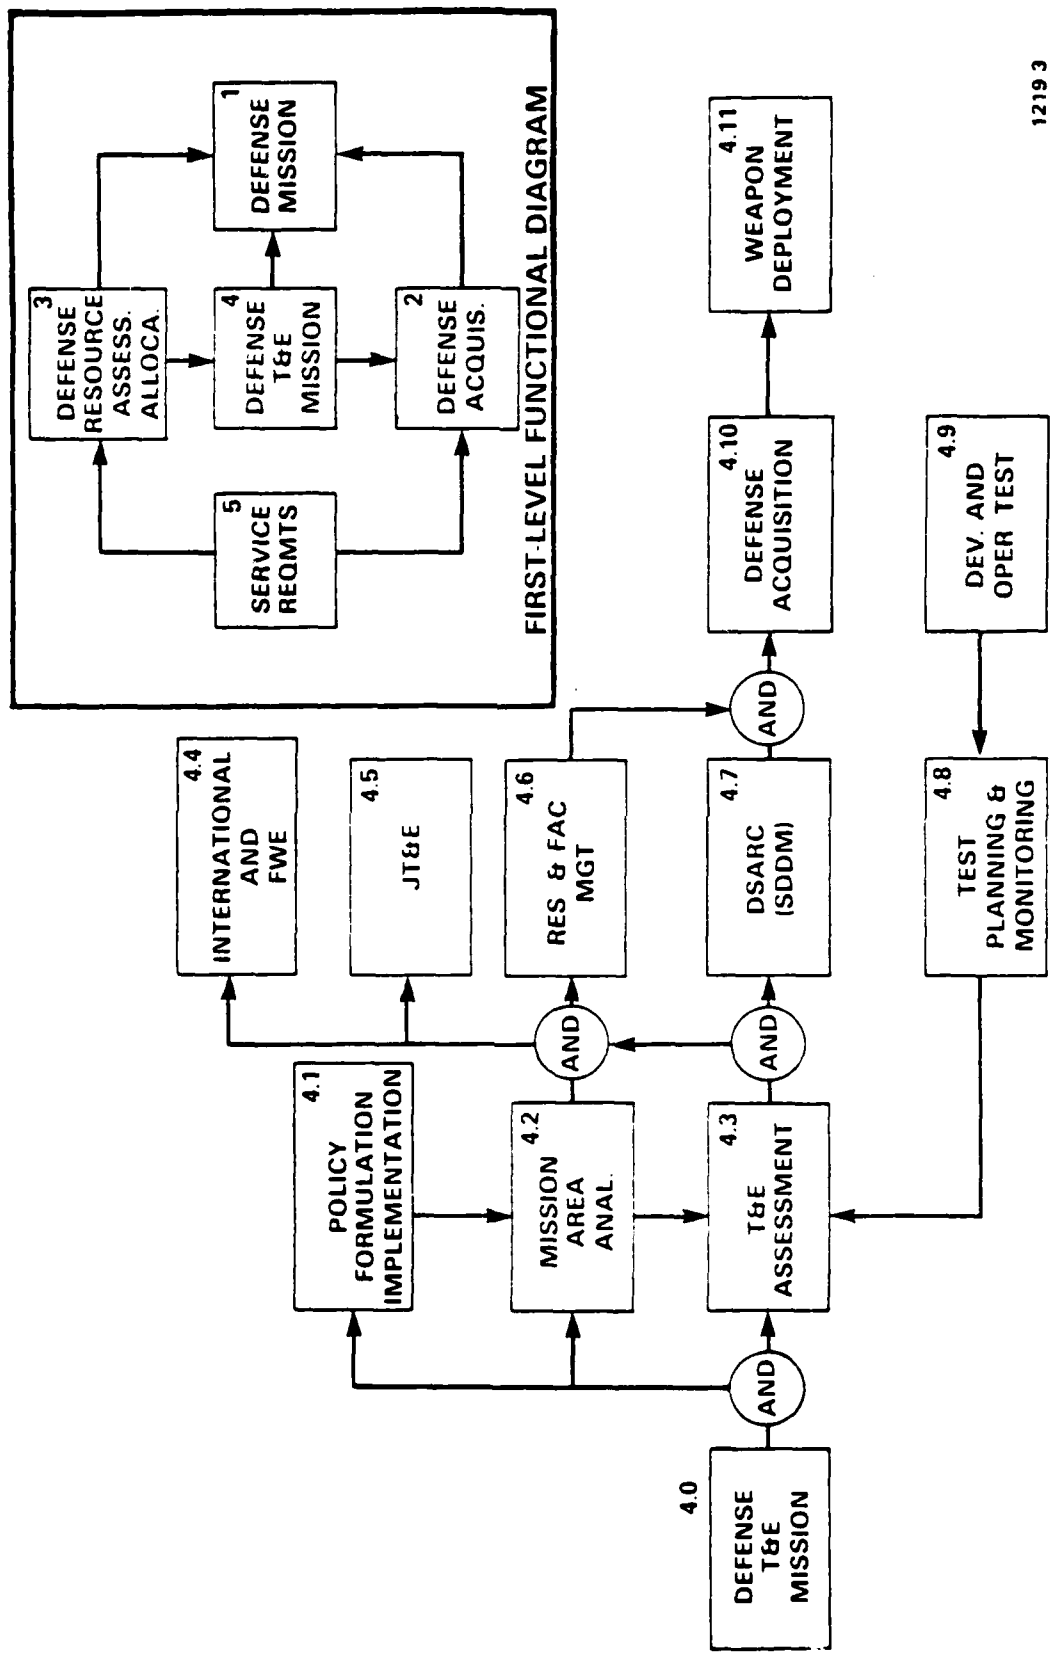 3
DEFENSE
RESOURCE
ASSESS.
ALLOCA.
5
SERVICE
REQMTS
4
DEFENSE
T&E
MISSION
1
DEFENSE
MISSION
2
DEFENSE
ACQUIS.
FIRST-LEVEL FUNCTIONAL DIAGRAM
4.4
INTERNATIONAL
AND
FWE
4.1
POLICY
FORMULATION
IMPLEMENTATION
4.5
JT&E
4.2
MISSION
AREA
ANAL.
AND
4.6
RES & FAC
MGT
4.0
DEFENSE
T&E
MISSION
AND
4.3
T&E
ASSESSMENT
AND
4.7
DSARC
(SDDM)
AND
4.10
DEFENSE
ACQUISITION
4.11
WEAPON
DEPLOYMENT
4.8
TEST
PLANNING &
MONITORING
4.9
DEV. AND
OPER TEST
1219 3